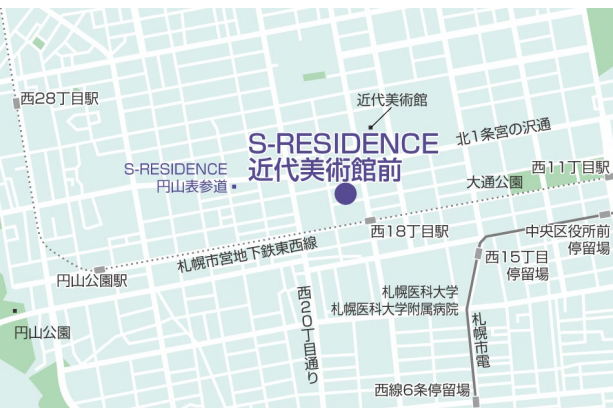 西28丁目駅
近代美術館
北1条宮の沢通
S-RESIDENCE
近代美術館前
S-RESIDENCE
円山表参道
西11丁目駅
大通公園
西18丁目駅
中央区役所前
停留場
札幌市営地下鉄東西線
西15丁目
停留場
円山公園駅
西20丁目通り
札幌医科大学
札幌医科大学附属病院
札幌市電
円山公園
西線6条停留場